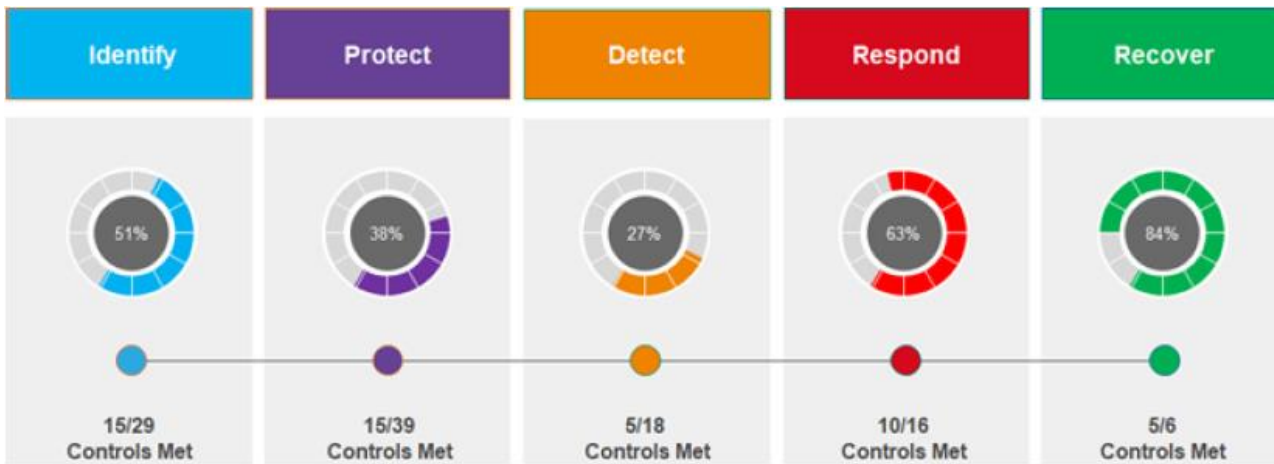 Identify
Protect
Detect
Respond
Recover
51%
38%
27%
63%
84%
15/29
Controls Met
15/39
Controls Met
5/18
Controls Met
10/16
Controls Met
5/6
Controls Met